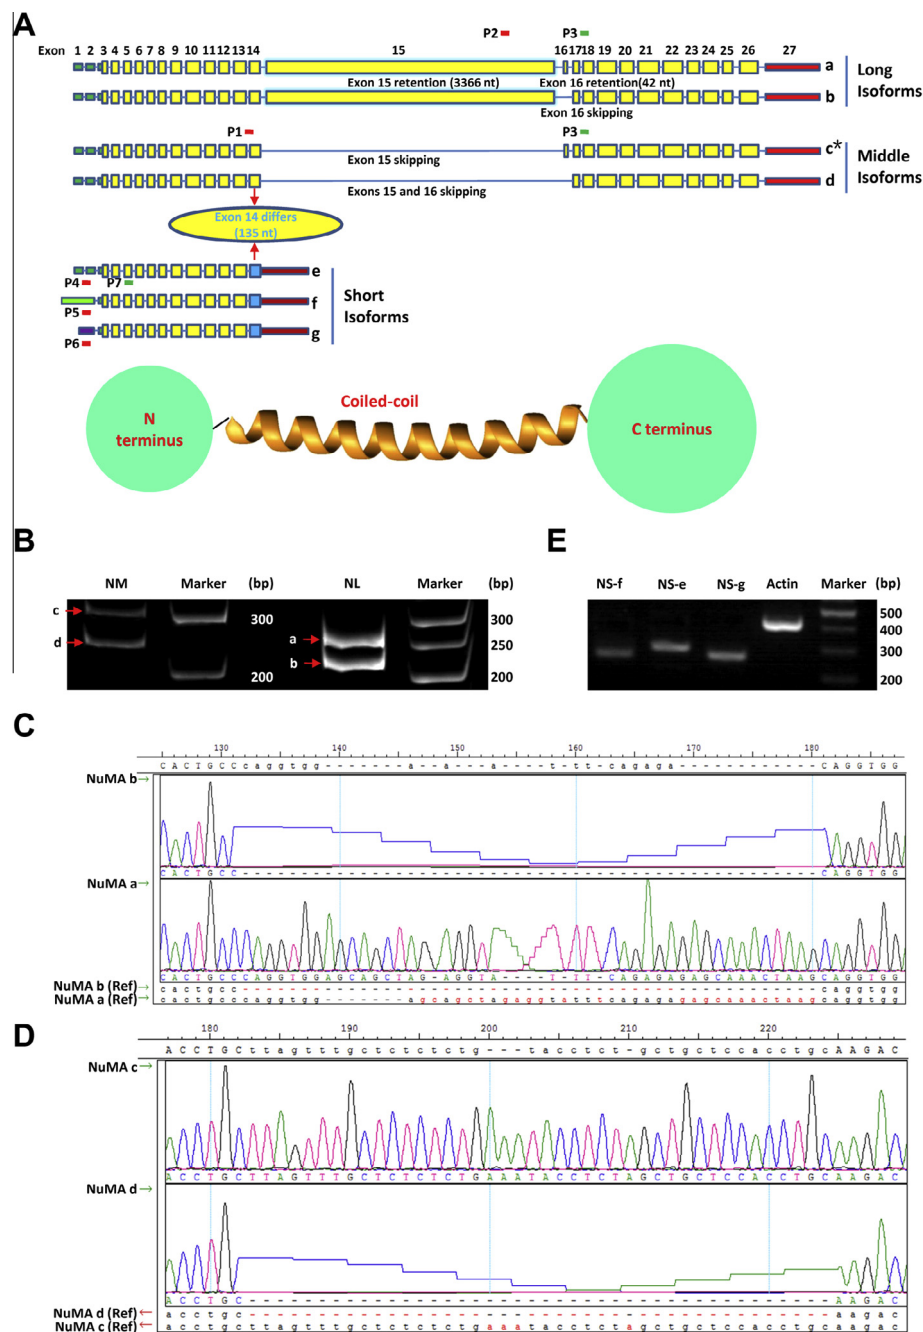 A
P2 P3
Exon 1 2 3 4 5 6 7 8 9 10 11 12 13 14 15 16 17 18 19 20 21 22 23 24 25 26 27
a
Exon 15 retention (3366 nt) Exon 16 retention(42 nt)
Long Isoforms
b
Exon 16 skipping
P1 P3
c*
Exon 15 skipping
Middle Isoforms
d
Exons 15 and 16 skipping
Exon 14 differs
(135 nt)
e
P4 P7
Short
Isoforms
f
P5
g
P6
N
terminus
Coiled-coil
C terminus
B
NM Marker (bp) NL Marker (bp)
c 300 300
d a 250
b
200 200
E
NS-f NS-e NS-g Actin Marker (bp)
500
400
300
200
C
130 140 150 160 170 180
C A C T G C C c a g g t g g - - - - - - - a - - a - - - a - - - t - t - t t - c a g a g a - - - - - - - - - - - - C A G G T G G
NuMA b
C A C T G C C C A G G T G G
NuMA a
NuMA b (Ref)
c a c t g c c c a g g t g g
NuMA a (Ref)
c a c t g c c c a g g t g g - - - - - - - a g c a g c t a g a g g t a t t t c a g a g a g a g c a a a c t a a g c a g g t g g
D
180 190 200 210 220
A C C T G C t t a g t t t g c t c t c t c t g - - - t a c c t c t - g c t g c t c c a c c t g c A A G A C
NuMA c
A C C T G C T T A G T T T G C T C T C T C T G A A A T A C C T C T A G C T G C T C C A C C T G C A A G A C
NuMA d
A C C T G C A A G A C
NuMA d (Ref)
a c c t g c a a g a c
NuMA c (Ref)
a c c t g c t t a g t t t g c t c t c t c t g a a a t a c c t c t a g c t g c t c c a c c t g c a a g a c